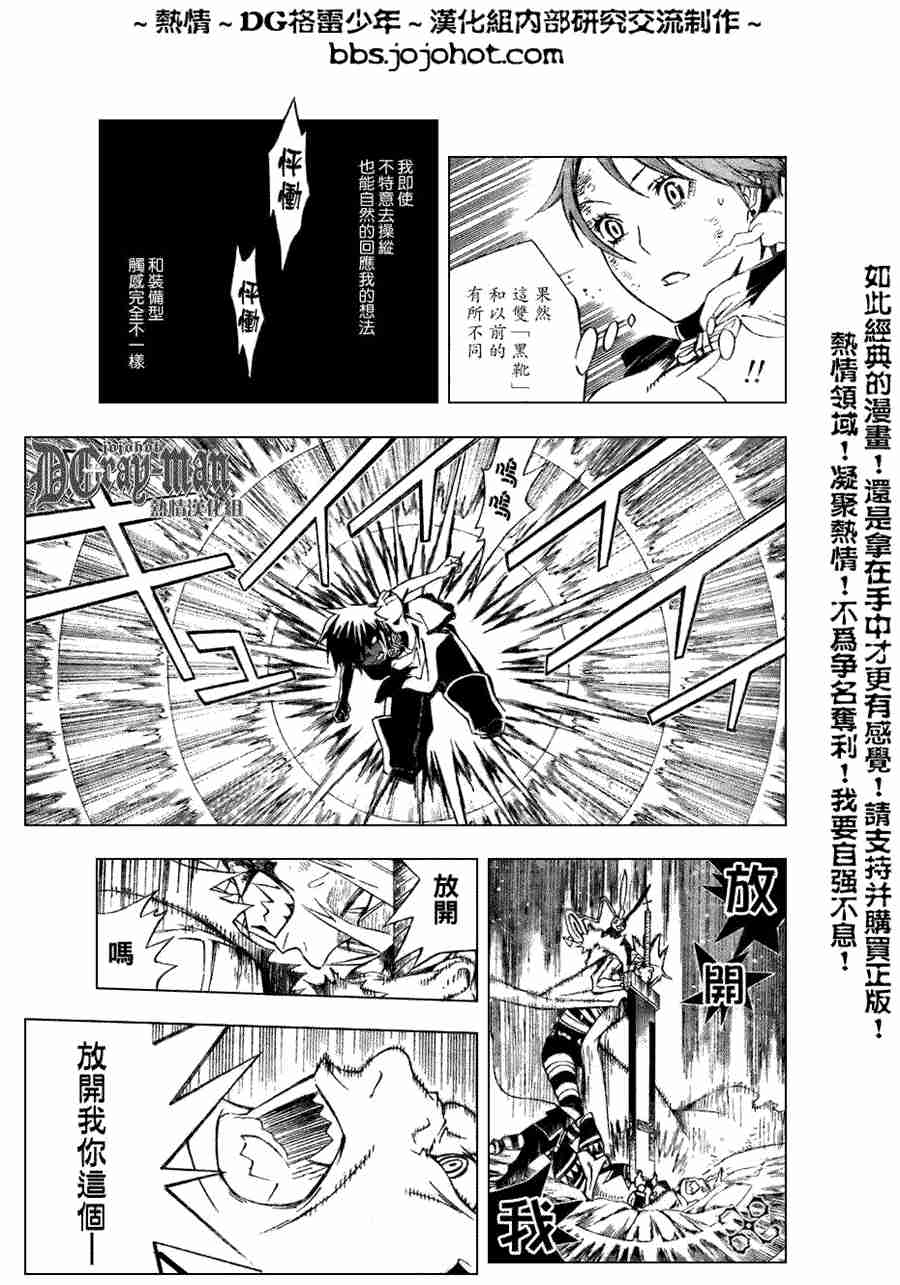 ~熱情~DG格雷少年~漢化組內部研究交流制作~
bbs.jojohot.com
!!
果然
這雙「黑靴」
和以前的
有所不同
我即使
不特意去操縱
也能自然的回應我的想法
怦慟
怦慟
和裝備型
觸感完全不一樣
jojohot
D.Gray-man
熱情漢化组
放
開
我
放開
嗎
放開我你這個—
如此經典的漫畫！還是拿在手中才更有感覺！請支持并購買正版！
熱情領域！凝聚熱情！不爲争名奪利！我要自强不息！